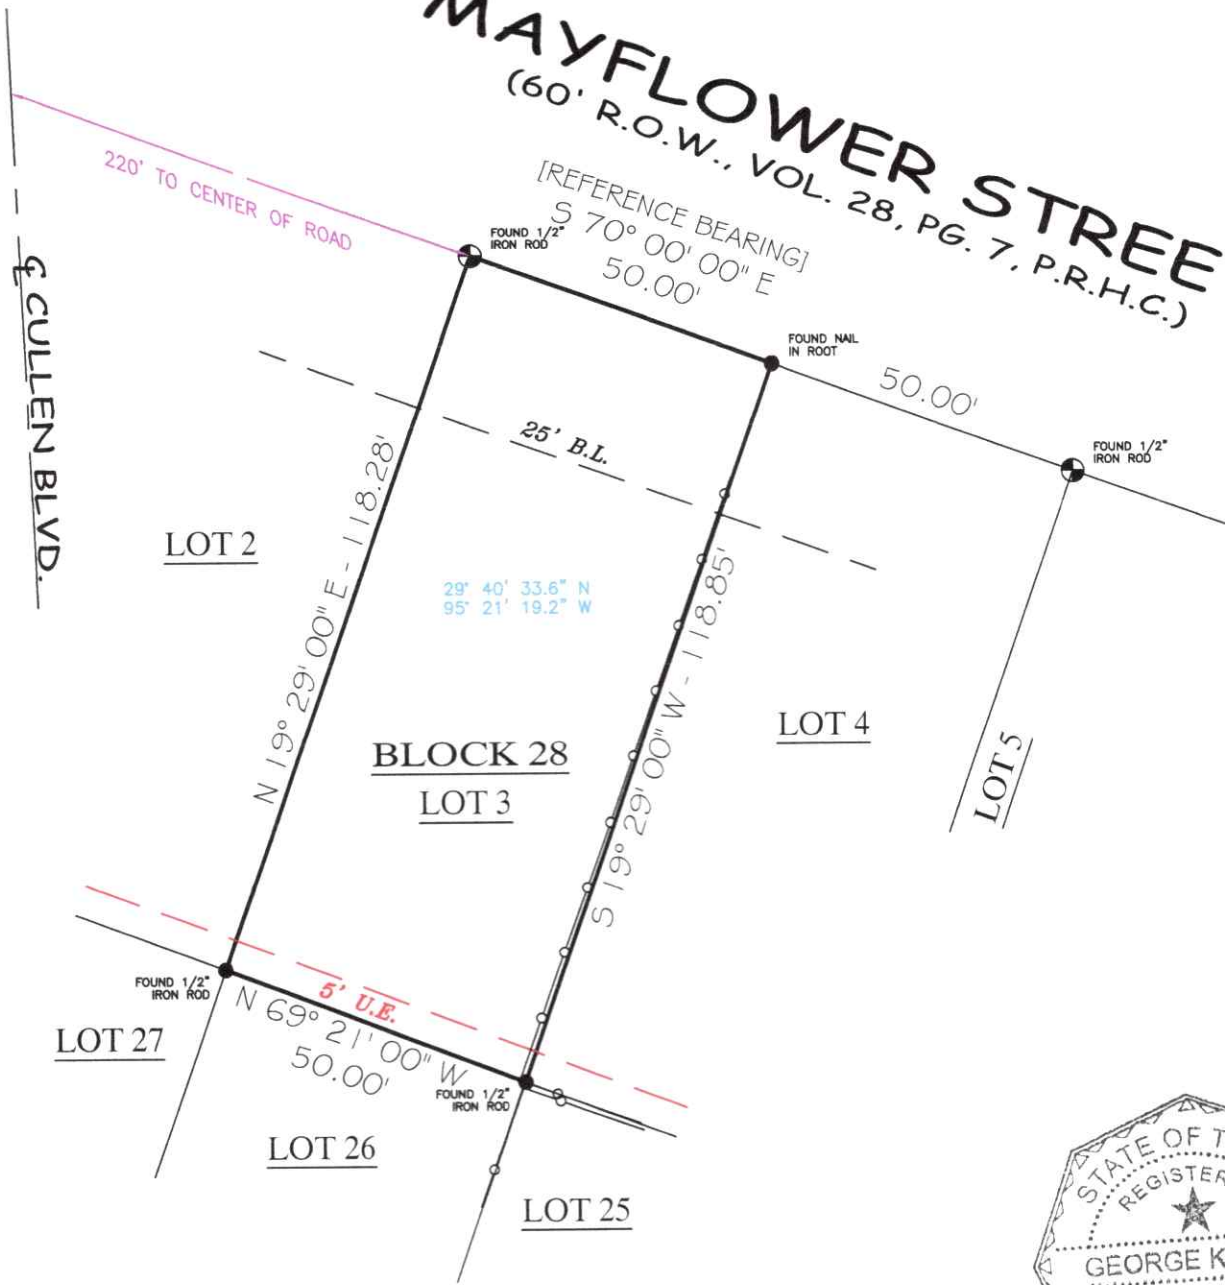 MAYFLOWER STREE
(60' R.O.W., VOL. 28, PG. 7, P.R.H.C.)
[REFERENCE BEARING]
S 70° 00' 00" E
50.00'
220' TO CENTER OF ROAD
FOUND 1/2"
IRON ROD
FOUND NAIL
IN ROOT
50.00'
FOUND 1/2"
IRON ROD
℄ CULLEN BLVD.
25' B.L.
LOT 2
N 19° 29' 00" E - 118.28'
29° 40' 33.6" N
95° 21' 19.2" W
S 19° 29' 00" W - 118.85'
BLOCK 28
LOT 3
LOT 4
LOT 5
FOUND 1/2"
IRON ROD
5' U.E.
N 69° 21' 00" W
50.00'
FOUND 1/2"
IRON ROD
LOT 27
LOT 26
LOT 25
STATE OF T
REGISTER
GEORGE K